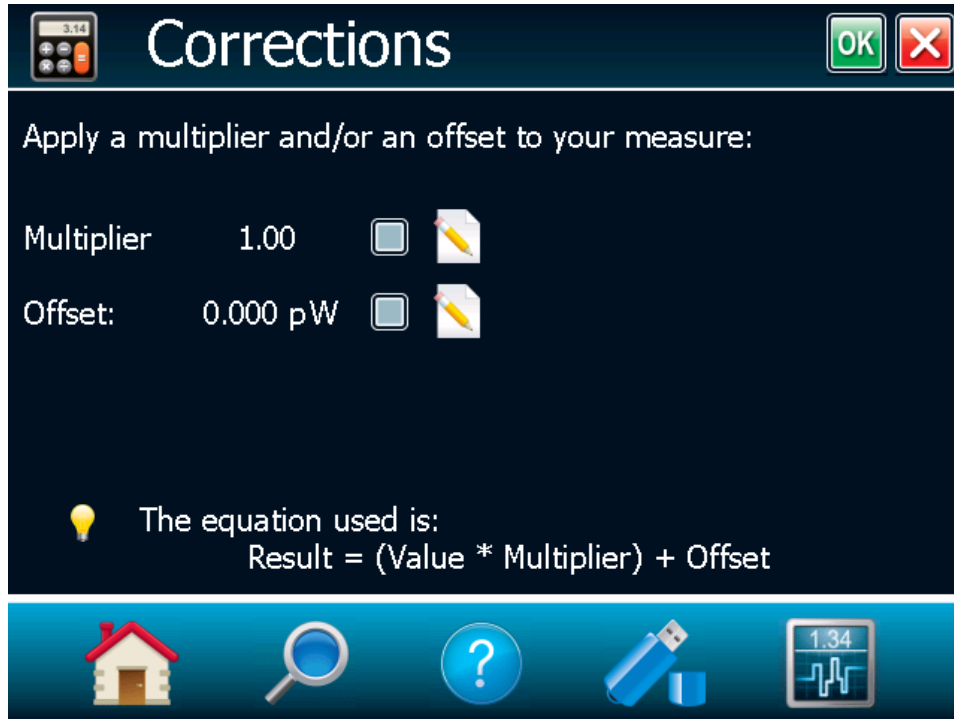 3.14
Corrections
OK
Apply a multiplier and/or an offset to your measure:
Multiplier 1.00
Offset: 0.000 pW
The equation used is:
Result = (Value * Multiplier) + Offset
?
1.34